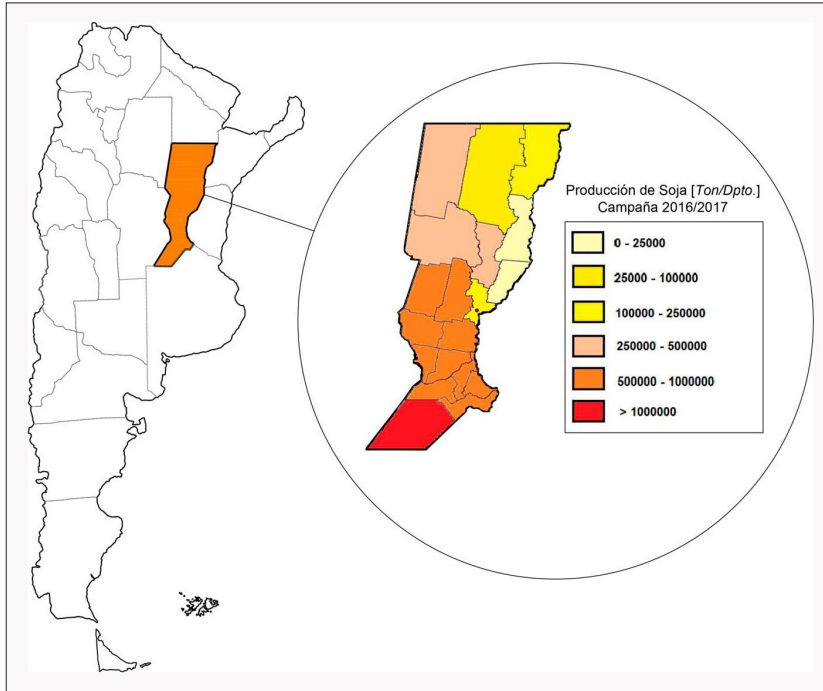 Producción de Soja [Ton/Dpto.]
Campaña 2016/2017
0 - 25000
25000 - 100000
100000 - 250000
250000 - 500000
500000 - 1000000
> 1000000